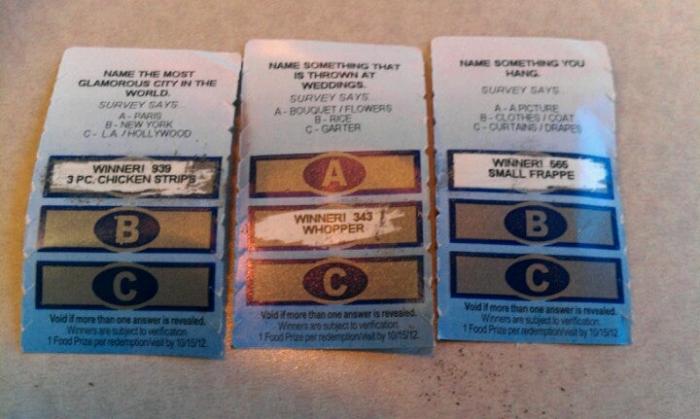 NAME THE MOST
GLAMOROUS CITY IN THE
WORLD.
SURVEY SAYS...
A - PARIS
B - NEW YORK
C - L.A. / HOLLYWOOD
WINNER! 939
3 PC. CHICKEN STRIPS
B
C
Void if more than one answer is revealed.
Winners are subject to verification.
1 Food Prize per redemption/visit by 10/15/12.
NAME SOMETHING THAT
IS THROWN AT
WEDDINGS.
SURVEY SAYS...
A - BOUQUET / FLOWERS
B - RICE
C - GARTER
A
WINNER! 343
WHOPPER
C
Void if more than one answer is revealed.
Winners are subject to verification.
1 Food Prize per redemption/visit by 10/15/12.
NAME SOMETHING YOU
HANG.
SURVEY SAYS...
A - A PICTURE
B - CLOTHES / COAT
C - CURTAINS / DRAPES
WINNER! 565
SMALL FRAPPE
B
C
Void if more than one answer is revealed.
Winners are subject to verification.
1 Food Prize per redemption/visit by 10/15/12.